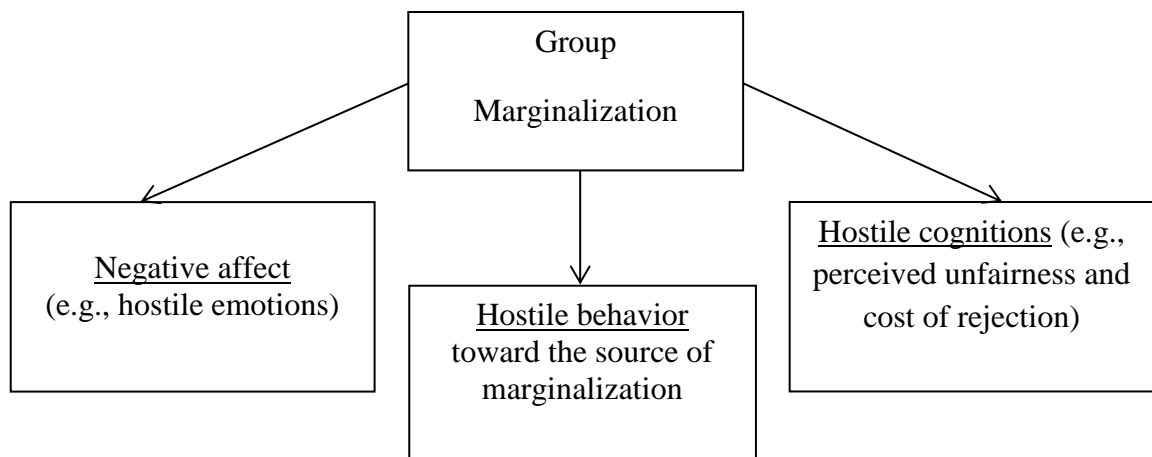 Group
Marginalization
Negative affect
(e.g., hostile emotions)
Hostile behavior
toward the source of
marginalization
Hostile cognitions (e.g.,
perceived unfairness and
cost of rejection)